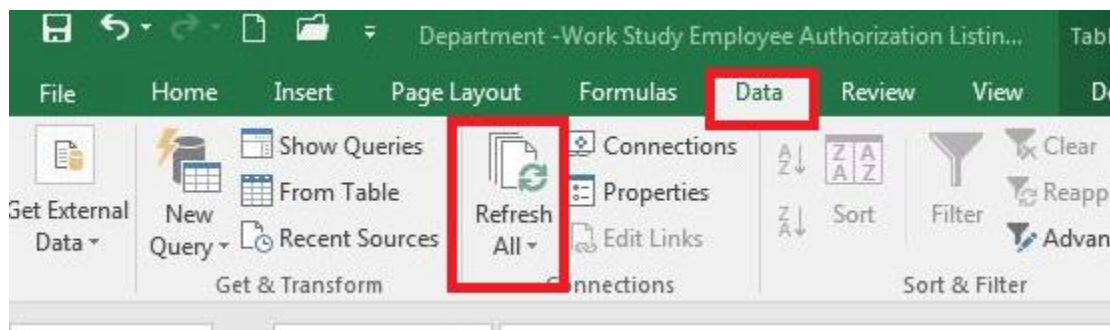 Department -Work Study Employee Authorization Listin... Tabl
File Home Insert Page Layout Formulas Data Review View De
Get External Data
New Query
Show Queries
From Table
Recent Sources
Get & Transform
Refresh All
Connections
Properties
Edit Links
Connections
A Z
Z A
Z A
A Z
Sort
Filter
Clear
Reapp
Advan
Sort & Filter